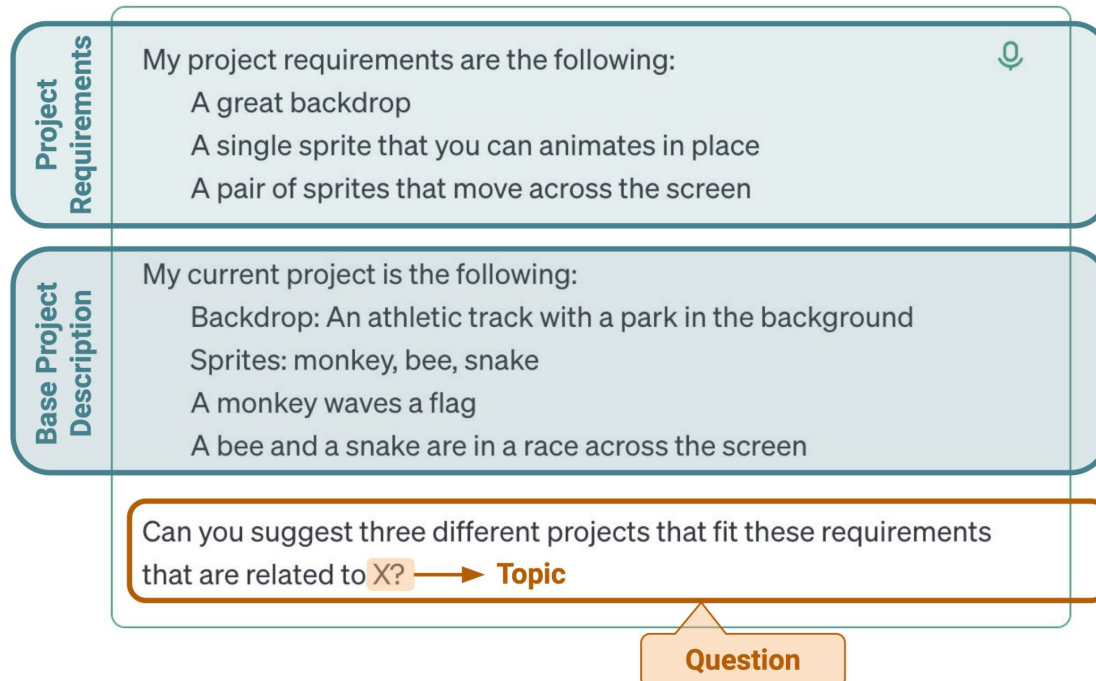 Project
Requirements
My project requirements are the following:
A great backdrop
A single sprite that you can animates in place
A pair of sprites that move across the screen
Base Project
Description
My current project is the following:
Backdrop: An athletic track with a park in the background
Sprites: monkey, bee, snake
A monkey waves a flag
A bee and a snake are in a race across the screen
Can you suggest three different projects that fit these requirements
that are related to X? Topic
Question